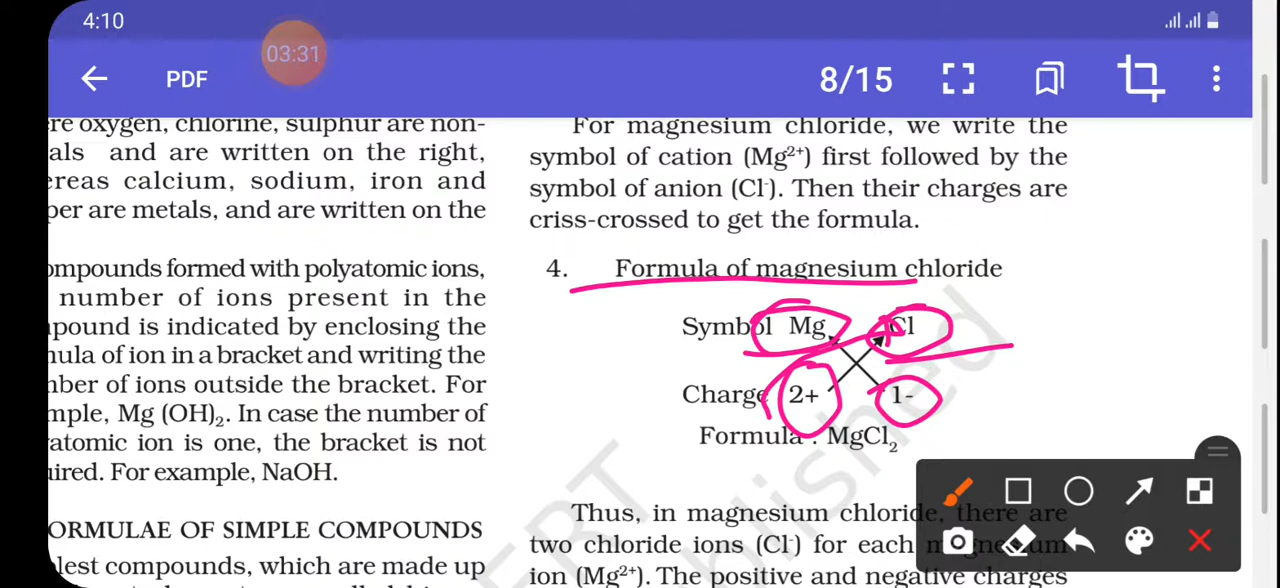 4:10
03:31
PDF
8/15
re oxygen, chlorine, sulphur are non-
als and are written on the right,
ereas calcium, sodium, iron and
per are metals, and are written on the
ompounds formed with polyatomic ions,
number of ions present in the
pound is indicated by enclosing the
ula of ion in a bracket and writing the
ber of ions outside the bracket. For
mple, Mg (OH)₂. In case the number of
atomic ion is one, the bracket is not
uired. For example, NaOH.
ORMULAE OF SIMPLE COMPOUNDS
lest compounds, which are made up
For magnesium chloride, we write the
symbol of cation (Mg²⁺) first followed by the
symbol of anion (Cl⁻). Then their charges are
criss-crossed to get the formula.
4. Formula of magnesium chloride
Symbol Mg Cl
Charge 2+ 1-
Formula : MgCl₂
Thus, in magnesium chloride, there are
two chloride ions (Cl⁻) for each magnesium
ion (Mg²⁺). The positive and negative charges